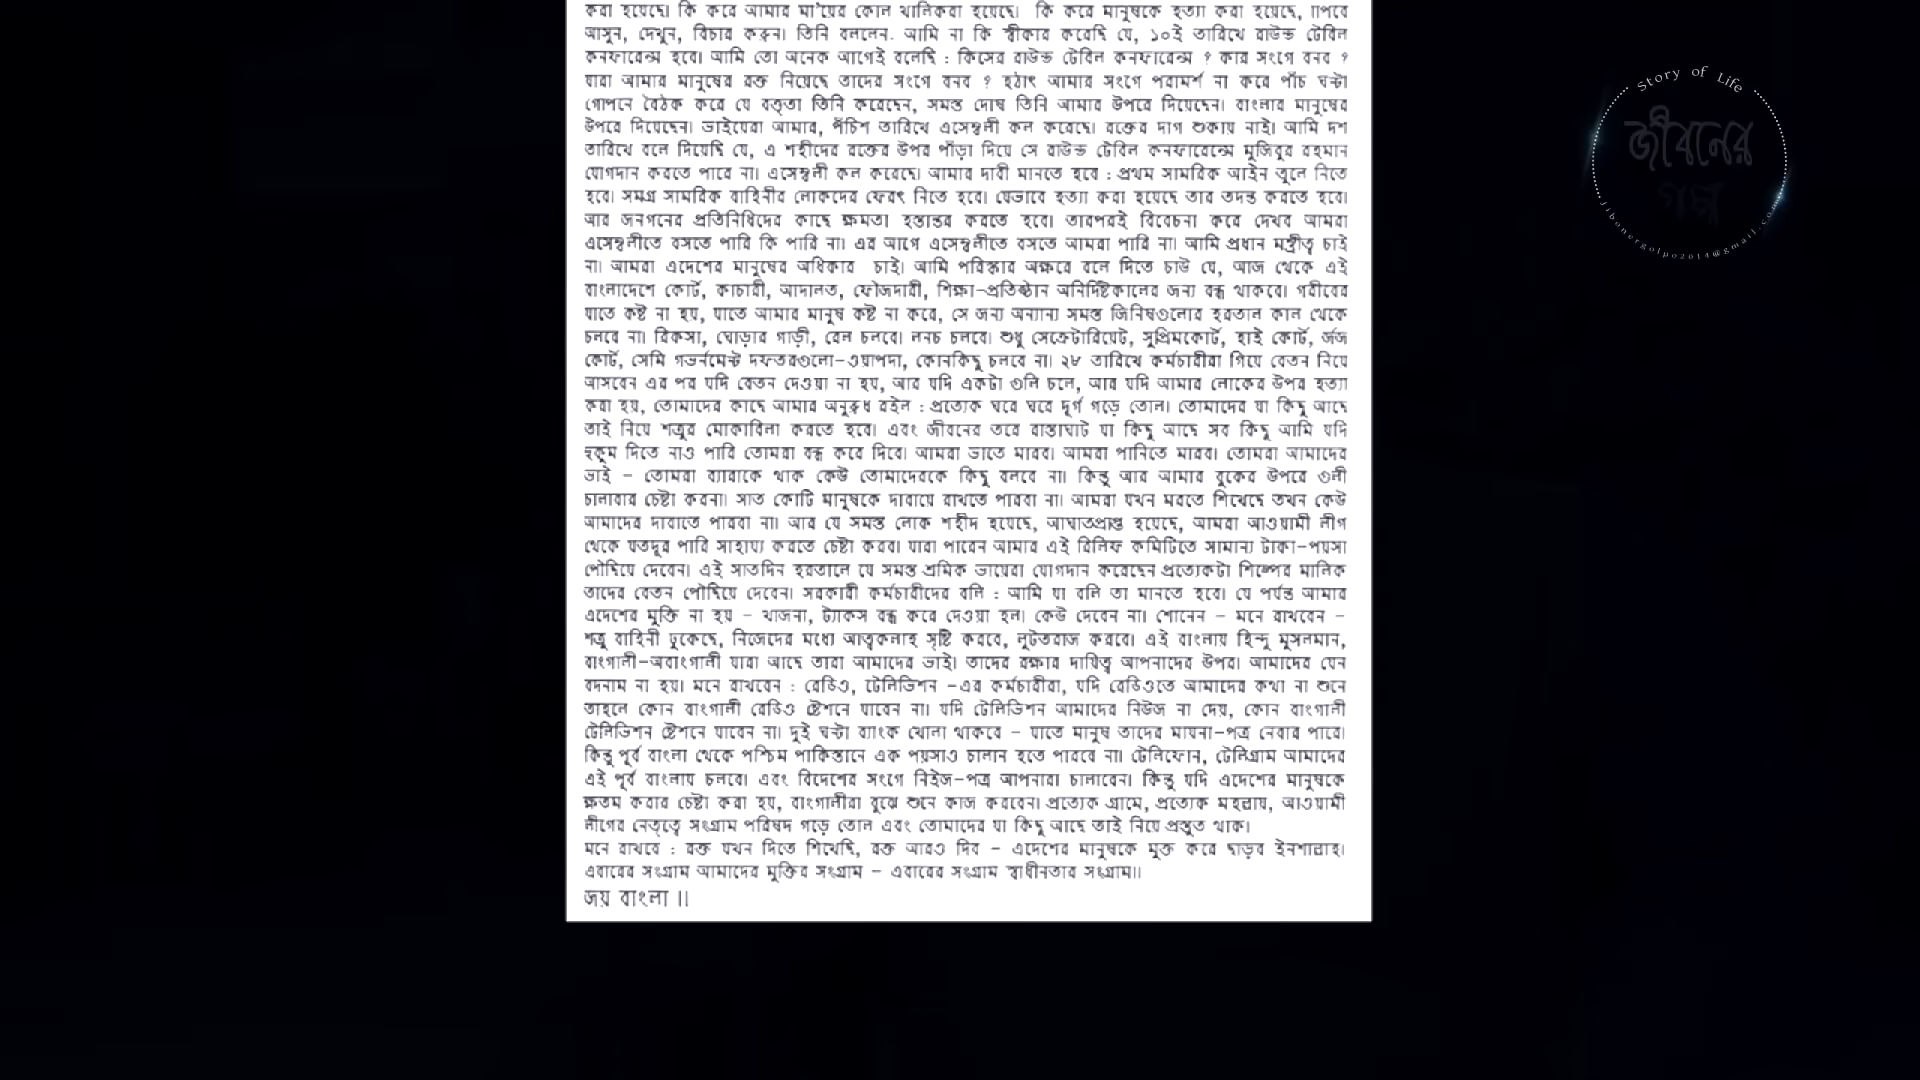 করা হয়েছে। কি করে আমার মা'য়ের কোল খালিকরা হয়েছে। কি করে মানুষকে হত্যা করা হয়েছে,
আসুন, দেখুন, বিচার করুন। তিনি বললেন, আমি না কি স্বীকার করেছি যে, ১০ই তারিখে রাউন্ড টেবিল
কনফারেন্স হবে। আমি তো অনেক আগেই বলেছি : কিসের রাউন্ড টেবিল কনফারেন্স ? কার সংগে বসব ?
যারা আমার মানুষের রক্ত নিয়েছে তাদের সংগে বসব ? হঠাৎ আমার সংগে পরামর্শ না করে পাঁচ ঘন্টা
গোপনে বৈঠক করে যে বক্তৃতা তিনি করেছেন, সমস্ত দোষ তিনি আমার উপরে দিয়েছেন। বাংলার মানুষের
উপরে দিয়েছেন। ভাইয়েরা আমার, পঁচিশ তারিখে এসেম্বলী কল করেছে। রক্তের দাগ শুকায় নাই। আমি দশ
তারিখে বলে দিয়েছি যে, এ শহীদের রক্তের উপর পাঁড়া দিয়ে সে রাউন্ড টেবিল কনফারেন্সে মুজিবুর রহমান
যোগদান করতে পারে না। এসেম্বলী কল করেছে। আমার দাবী মানতে হবে : প্রথম সামরিক আইন তুলে নিতে
হবে। সমগ্র সামরিক বাহিনীর লোকদের ফেরৎ নিতে হবে। যেভাবে হত্যা করা হয়েছে তার তদন্ত করতে হবে।
আর জনগনের প্রতিনিধিদের কাছে ক্ষমতা হস্তান্তর করতে হবে। তারপরই বিবেচনা করে দেখব আমরা
এসেম্বলীতে বসতে পারি কি পারি না। এর আগে এসেম্বলীতে বসতে আমরা পারি না। আমি প্রধান মন্ত্রীত্ব চাই
না। আমরা এদেশের মানুষের অধিকার চাই। আমি পরিস্কার অক্ষরে বলে দিতে চাউ যে, আজ থেকে এই
বাংলাদেশে কোর্ট, কাচারী, আদালত, ফৌজদারী, শিক্ষা-প্রতিষ্ঠান অনির্দিষ্টকালের জন্য বন্ধ থাকবে। গরীবের
যাতে কষ্ট না হয়, যাতে আমার মানুষ কষ্ট না করে, সে জন্য অন্যান্য সমস্ত জিনিষগুলোর হরতাল কাল থেকে
চলবে না। রিকসা, ঘোড়ার গাড়ী, রেল চলবে। লনচ চলবে। শুধু সেক্রেটারিয়েট, সুপ্রিমকোর্ট, হাই কোর্ট, র্জজ
কোর্ট, সেমি গভর্নমেন্ট দফতরগুলো-ওয়াপদা, কোনকিছু চলবে না। ২৮ তারিখে কর্মচারীরা গিয়ে বেতন নিয়ে
আসবেন এর পর যদি বেতন দেওয়া না হয়, আর যদি একটা গুলি চলে, আর যদি আমার লোকের উপর হত্যা
করা হয়, তোমাদের কাছে আমার অনুরুধ রইল : প্রত্যেক ঘরে ঘরে দূর্গ গড়ে তোল। তোমাদের যা কিছু আছে
তাই নিয়ে শত্রুর মোকাবিলা করতে হবে। এবং জীবনের তরে রাস্তাঘাট যা কিছু আছে সব কিছু আমি যদি
হুকুম দিতে নাও পারি তোমরা বন্ধ করে দিবে। আমরা ভাতে মারব। আমরা পানিতে মারব। তোমরা আমাদের
ভাই - তোমরা ব্যারাকে থাক কেউ তোমাদেরকে কিছু বলবে না। কিন্তু আর আমার বুকের উপরে গুলী
চালাবার চেষ্টা করনা। সাত কোটি মানুষকে দাবায়ে রাখতে পারবা না। আমরা যখন মরতে শিখেছে তখন কেউ
আমাদের দাবাতে পারবা না। আর যে সমস্ত লোক শহীদ হয়েছে, আঘাতপ্রাপ্ত হয়েছে, আমরা আওয়ামী লীগ
থেকে যতদূর পারি সাহায্য করতে চেষ্টা করব। যারা পারেন আমার এই রিলিফ কমিটিতে সামান্য টাকা-পয়সা
পৌছিয়ে দেবেন। এই সাতদিন হরতালে যে সমস্ত শ্রমিক ভায়েরা যোগদান করেছেন প্রত্যেকটা শিল্পের মালিক
তাদের বেতন পৌছিয়ে দেবেন। সরকারী কর্মচারীদের বলি : আমি যা বলি তা মানতে হবে। যে পর্যন্ত আমার
এদেশের মুক্তি না হয় - খাজনা, ট্যাকস বন্ধ করে দেওয়া হল। কেউ দেবেন না। শোনেন - মনে রাখবেন -
শত্রু বাহিনী ঢুকেছে, নিজেদের মধ্যে আত্বকলাহ সৃষ্টি করবে, লুটতরাজ করবে। এই বাংলায় হিন্দু মুসলমান,
বাংগালী-অবাংগালী যারা আছে তারা আমাদের ভাই। তাদের রক্ষার দায়িত্ব আপনাদের উপর। আমাদের যেন
বদনাম না হয়। মনে রাখবেন : রেডিও, টেলিভিশন -এর কর্মচারীরা, যদি রেডিওতে আমাদের কথা না শুনে
তাহলে কোন বাংগালী রেডিও ষ্টেশনে যাবেন না। যদি টেলিভিশন আমাদের নিউজ না দেয়, কোন বাংগালী
টেলিভিশন ষ্টেশনে যাবেন না। দুই ঘন্টা ব্যাংক খোলা থাকবে - যাতে মানুষ তাদের মায়না-পত্র নেবার পারে।
কিন্তু পূর্ব বাংলা থেকে পশ্চিম পাকিস্তানে এক পয়সাও চালান হতে পারবে না। টেলিফোন, টেলিগ্রাম আমাদের
এই পূর্ব বাংলায় চলবে। এবং বিদেশের সংগে নিইজ-পত্র আপনারা চালাবেন। কিন্তু যদি এদেশের মানুষকে
ক্ষতম করার চেষ্টা করা হয়, বাংগালীরা বুঝে শুনে কাজ করবেন। প্রত্যেক গ্রামে, প্রত্যেক মহল্লায়, আওয়ামী
লীগের নেতৃত্বে সংগ্রাম পরিষদ গড়ে তোল এবং তোমাদের যা কিছু আছে তাই নিয়ে প্রস্তুত থাক।
মনে রাখবে : রক্ত যখন দিতে শিখেছি, রক্ত আরও দিব - এদেশের মানুষকে মুক্ত করে ছাড়ব ইনশাল্লাহ।
এবারের সংগ্রাম আমাদের মুক্তির সংগ্রাম - এবারের সংগ্রাম স্বাধীনতার সংগ্রাম।।
জয় বাংলা ।।
Story of Life
জীবনের
গল্প
jibonergolpo2014@gmail.com